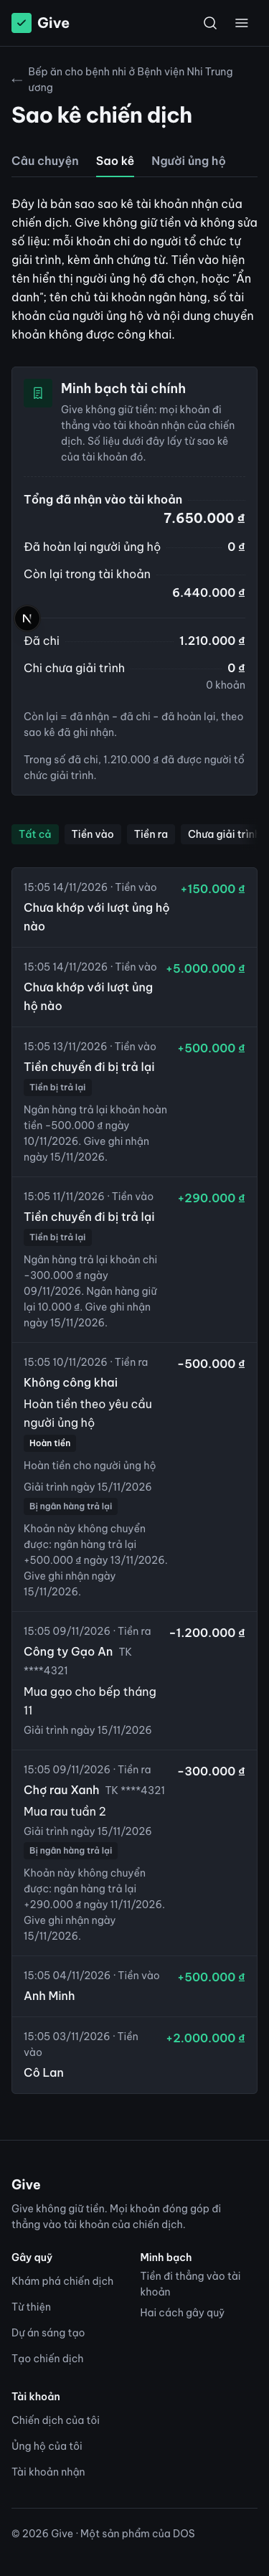 Give
Bếp ăn cho bệnh nhi ở Bệnh viện Nhi Trung
ương
Sao kê chiến dịch
Câu chuyện Sao kê Người ủng hộ
Đây là bản sao sao kê tài khoản nhận của
chiến dịch. Give không giữ tiền và không sửa
số liệu: mỗi khoản chi do người tổ chức tự
giải trình, kèm ảnh chứng từ. Tiền vào hiện
tên hiển thị người ủng hộ đã chọn, hoặc "Ẩn
danh"; tên chủ tài khoản ngân hàng, số tài
khoản của người ủng hộ và nội dung chuyển
khoản không được công khai.
Minh bạch tài chính
Give không giữ tiền: mọi khoản đi
thẳng vào tài khoản nhận của chiến
dịch. Số liệu dưới đây lấy từ sao kê
của tài khoản đó.
Tổng đã nhận vào tài khoản
7.650.000 ₫
Đã hoàn lại người ủng hộ 0 ₫
Còn lại trong tài khoản
6.440.000 ₫
N
Đã chi 1.210.000 ₫
Chi chưa giải trình 0 ₫
0 khoản
Còn lại = đã nhận − đã chi − đã hoàn lại, theo
sao kê đã ghi nhận.
Trong số đã chi, 1.210.000 ₫ đã được người tổ
chức giải trình.
Tất cả Tiền vào Tiền ra Chưa giải trình
15:05 14/11/2026 · Tiền vào +150.000 ₫
Chưa khớp với lượt ủng hộ
nào
15:05 14/11/2026 · Tiền vào +5.000.000 ₫
Chưa khớp với lượt ủng
hộ nào
15:05 13/11/2026 · Tiền vào +500.000 ₫
Tiền chuyển đi bị trả lại
Tiền bị trả lại
Ngân hàng trả lại khoản hoàn
tiền -500.000 ₫ ngày
10/11/2026. Give ghi nhận
ngày 15/11/2026.
15:05 11/11/2026 · Tiền vào +290.000 ₫
Tiền chuyển đi bị trả lại
Tiền bị trả lại
Ngân hàng trả lại khoản chi
-300.000 ₫ ngày
09/11/2026. Ngân hàng giữ
lại 10.000 ₫. Give ghi nhận
ngày 15/11/2026.
15:05 10/11/2026 · Tiền ra -500.000 ₫
Không công khai
Hoàn tiền theo yêu cầu
người ủng hộ
Hoàn tiền
Hoàn tiền cho người ủng hộ
Giải trình ngày 15/11/2026
Bị ngân hàng trả lại
Khoản này không chuyển
được: ngân hàng trả lại
+500.000 ₫ ngày 13/11/2026.
Give ghi nhận ngày
15/11/2026.
15:05 09/11/2026 · Tiền ra -1.200.000 ₫
Công ty Gạo An TK
****4321
Mua gạo cho bếp tháng
11
Giải trình ngày 15/11/2026
15:05 09/11/2026 · Tiền ra -300.000 ₫
Chợ rau Xanh TK ****4321
Mua rau tuần 2
Giải trình ngày 15/11/2026
Bị ngân hàng trả lại
Khoản này không chuyển
được: ngân hàng trả lại
+290.000 ₫ ngày 11/11/2026.
Give ghi nhận ngày
15/11/2026.
15:05 04/11/2026 · Tiền vào +500.000 ₫
Anh Minh
15:05 03/11/2026 · Tiền
vào +2.000.000 ₫
Cô Lan
Give
Give không giữ tiền. Mọi khoản đóng góp đi
thẳng vào tài khoản của chiến dịch.
Gây quỹ
Khám phá chiến dịch
Từ thiện
Dự án sáng tạo
Tạo chiến dịch
Minh bạch
Tiền đi thẳng vào tài
khoản
Hai cách gây quỹ
Tài khoản
Chiến dịch của tôi
Ủng hộ của tôi
Tài khoản nhận
© 2026 Give · Một sản phẩm của DOS